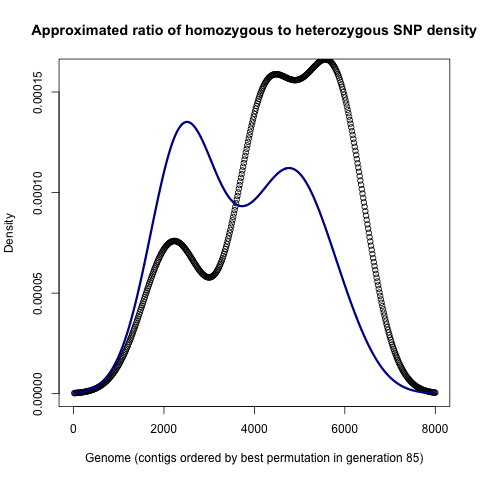 Approximated ratio of homozygous to heterozygous SNP density
Density
0.00000
0.00005
0.00010
0.00015
0 2000 4000 6000 8000
Genome (contigs ordered by best permutation in generation 85)